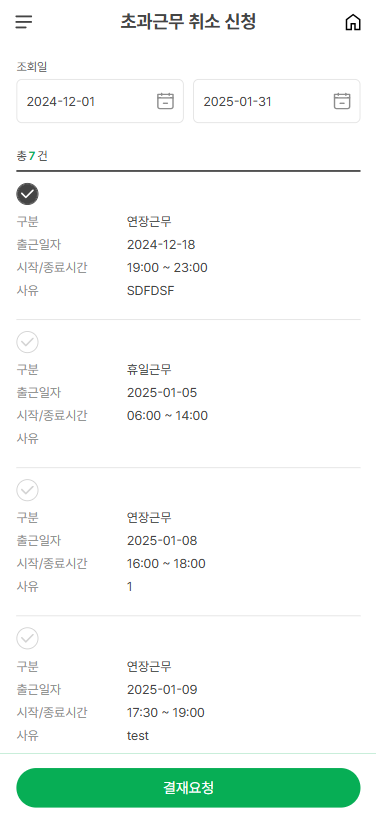 초과근무 취소 신청
조회일
2024-12-01 2025-01-31
총 7 건
구분 연장근무
출근일자 2024-12-18
시작/종료시간 19:00 ~ 23:00
사유 SDFDSF
구분 휴일근무
출근일자 2025-01-05
시작/종료시간 06:00 ~ 14:00
사유
구분 연장근무
출근일자 2025-01-08
시작/종료시간 16:00 ~ 18:00
사유 1
구분 연장근무
출근일자 2025-01-09
시작/종료시간 17:30 ~ 19:00
사유 test
결재요청